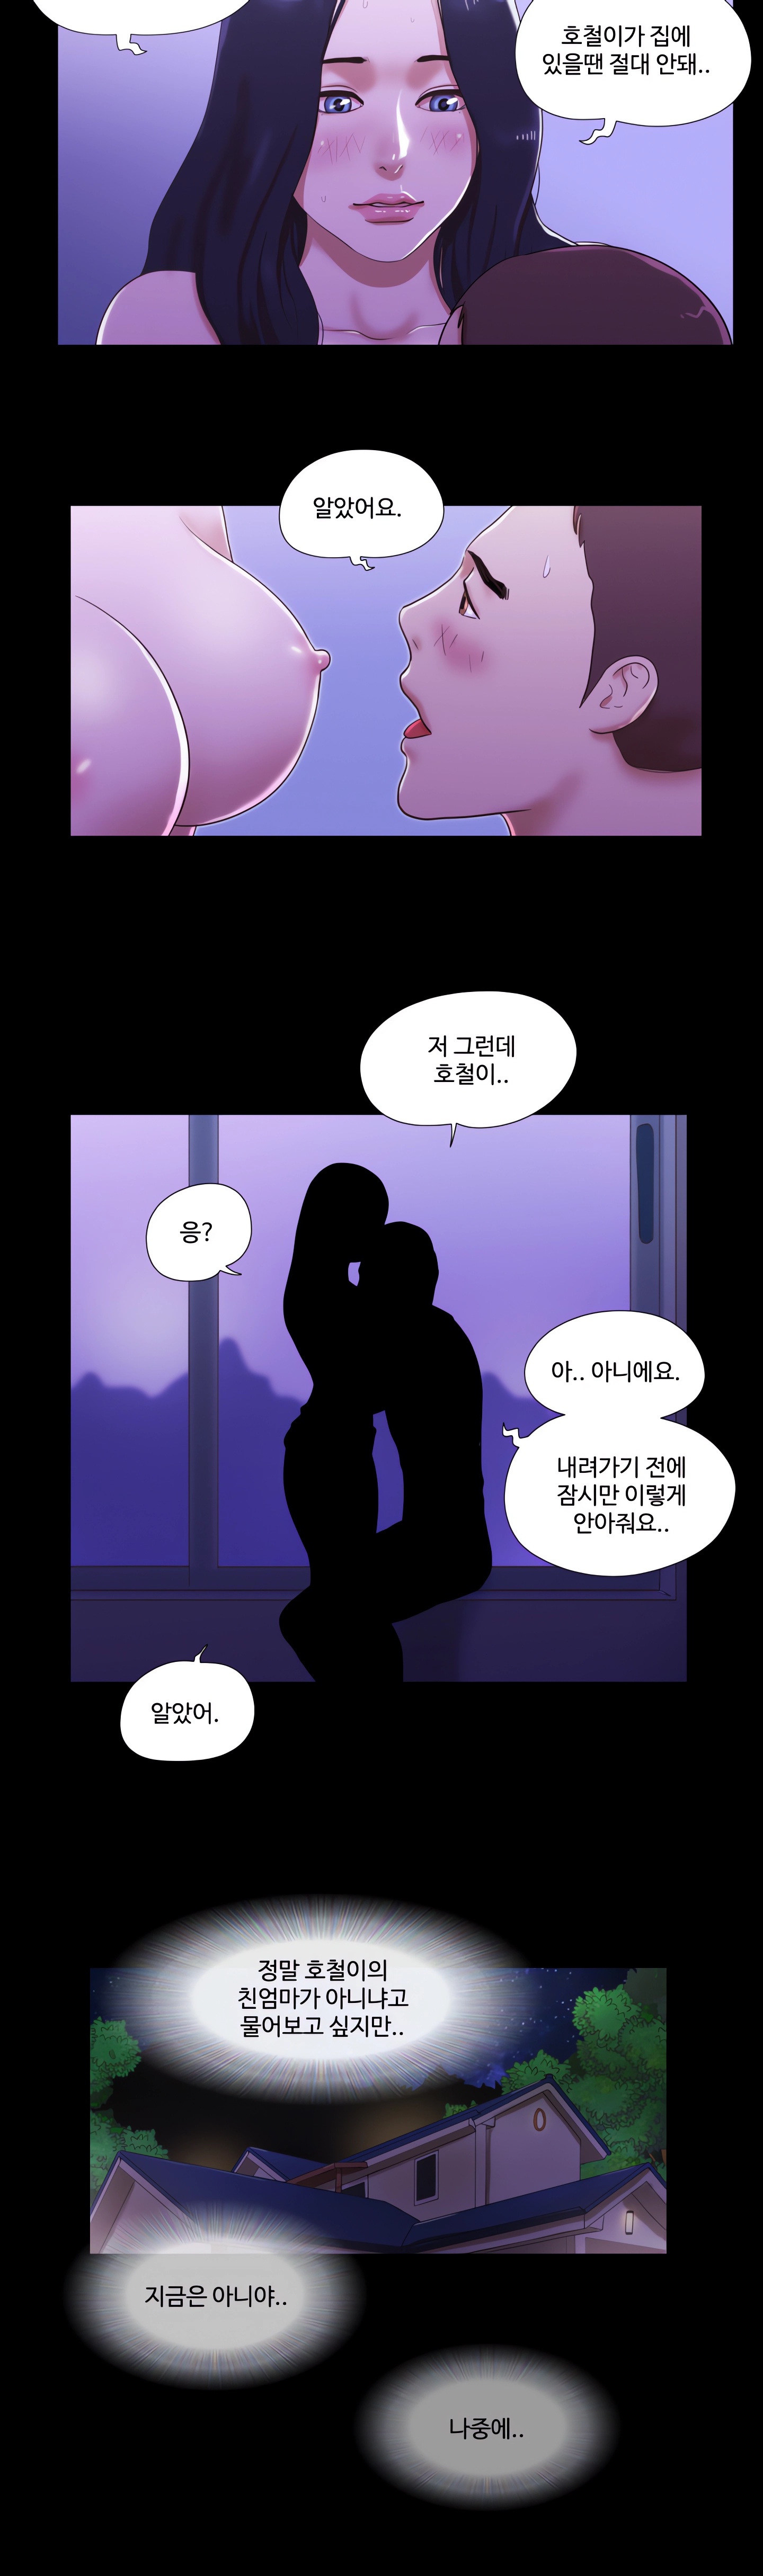 호철이가 집에
있을땐 절대 안돼..
알았어요.
저 그런데
호철이..
응?
아.. 아니에요.
내려가기 전에
잠시만 이렇게
안아줘요..
알았어.
정말 호철이의
친엄마가 아니냐고
물어보고 싶지만..
지금은 아니야..
나중에..